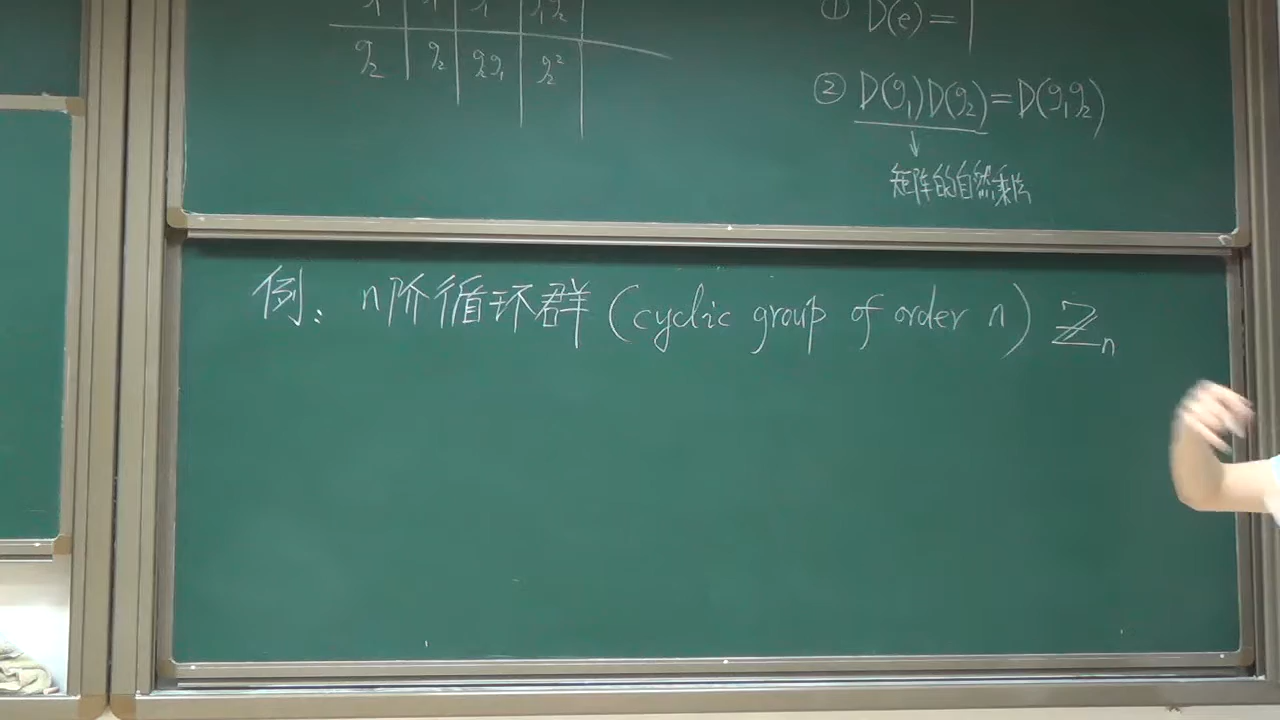 g₂ | g₂ | g₂g₁ | g₂²
① D(e) = 1
② D(g₁)D(g₂) = D(g₁g₂)
↓
矩阵的自然乘法
例: n阶循环群 (cyclic group of order n) ℤₙ